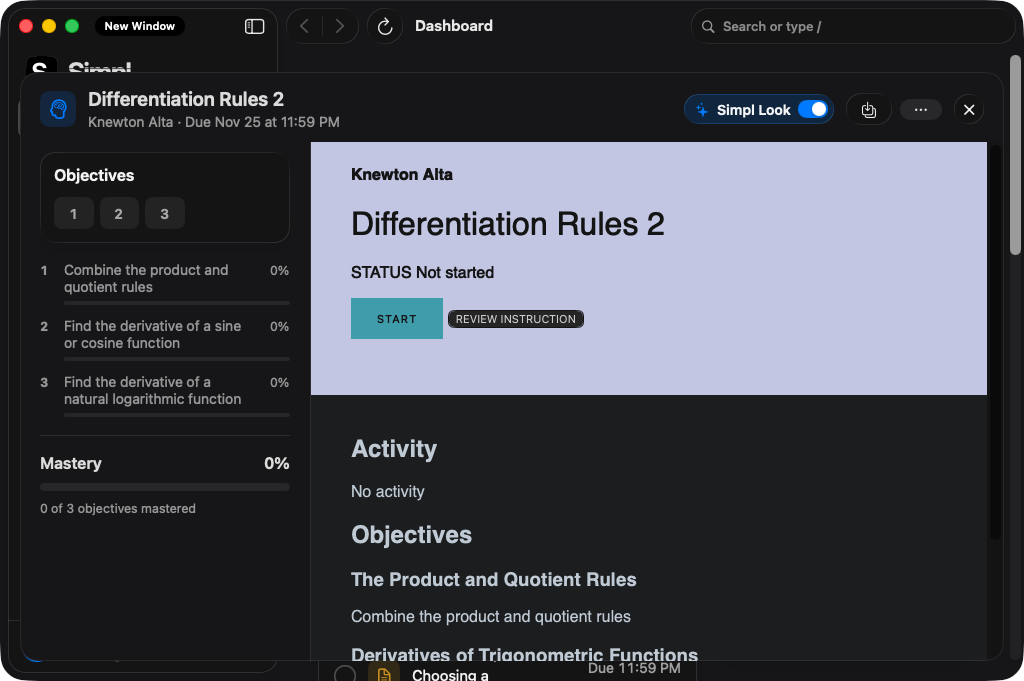 New Window
Dashboard
Search or type /
Simpl
Differentiation Rules 2
Knewton Alta · Due Nov 25 at 11:59 PM
Simpl Look
Objectives
1 2 3
1 Combine the product and quotient rules 0%
2 Find the derivative of a sine or cosine function 0%
3 Find the derivative of a natural logarithmic function 0%
Mastery 0%
0 of 3 objectives mastered
Knewton Alta
Differentiation Rules 2
STATUS Not started
START
REVIEW INSTRUCTION
Activity
No activity
Objectives
The Product and Quotient Rules
Combine the product and quotient rules
Derivatives of Trigonometric Functions
Choosing a
Due 11:59 PM